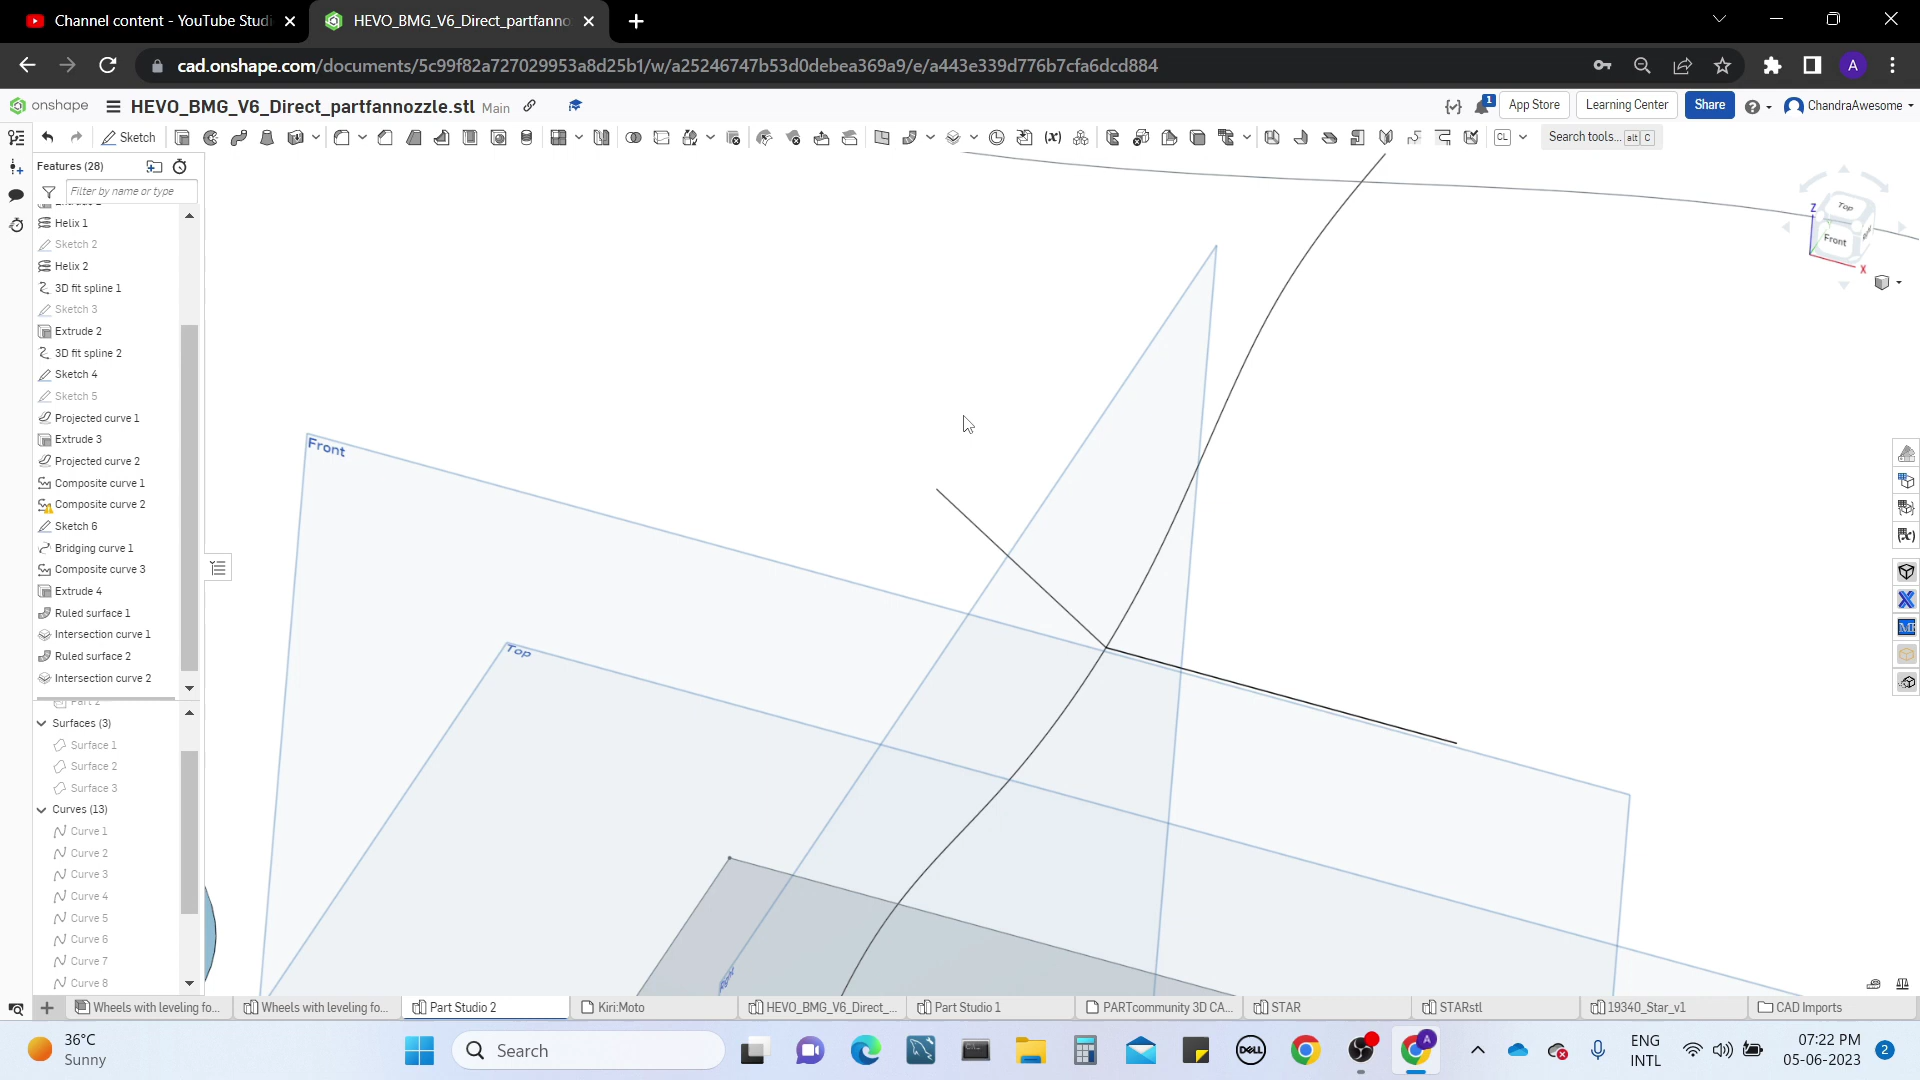 Channel content - YouTube Studi
HEVO_BMG_V6_Direct_partfanno
cad.onshape.com/documents/5c99f82a727029953a8d25b1/w/a25246747b53d0debea369a9/e/a443e339d776b7cfa6dcd884
A
onshape
HEVO_BMG_V6_Direct_partfannozzle.stl Main
1
App Store
Learning Center
Share
ChandraAwesome
Sketch
CL
Search tools... alt C
Features (28)
Filter by name or type
Helix 1
Sketch 2
Helix 2
3D fit spline 1
Sketch 3
Extrude 2
3D fit spline 2
Sketch 4
Sketch 5
Projected curve 1
Extrude 3
Projected curve 2
Composite curve 1
Composite curve 2
Sketch 6
Bridging curve 1
Composite curve 3
Extrude 4
Ruled surface 1
Intersection curve 1
Ruled surface 2
Intersection curve 2
Part 2
Surfaces (3)
Surface 1
Surface 2
Surface 3
Curves (13)
Curve 1
Curve 2
Curve 3
Curve 4
Curve 5
Curve 6
Curve 7
Curve 8
Front
Top
Top
Front
Z
X
Wheels with leveling fo...
Wheels with leveling fo...
Part Studio 2
Kiri:Moto
HEVO_BMG_V6_Direct_...
Part Studio 1
PARTcommunity 3D CA...
STAR
STARstl
19340_Star_v1
CAD Imports
36°C
Sunny
Search
DELL
A
ENG
INTL
07:22 PM
05-06-2023
2